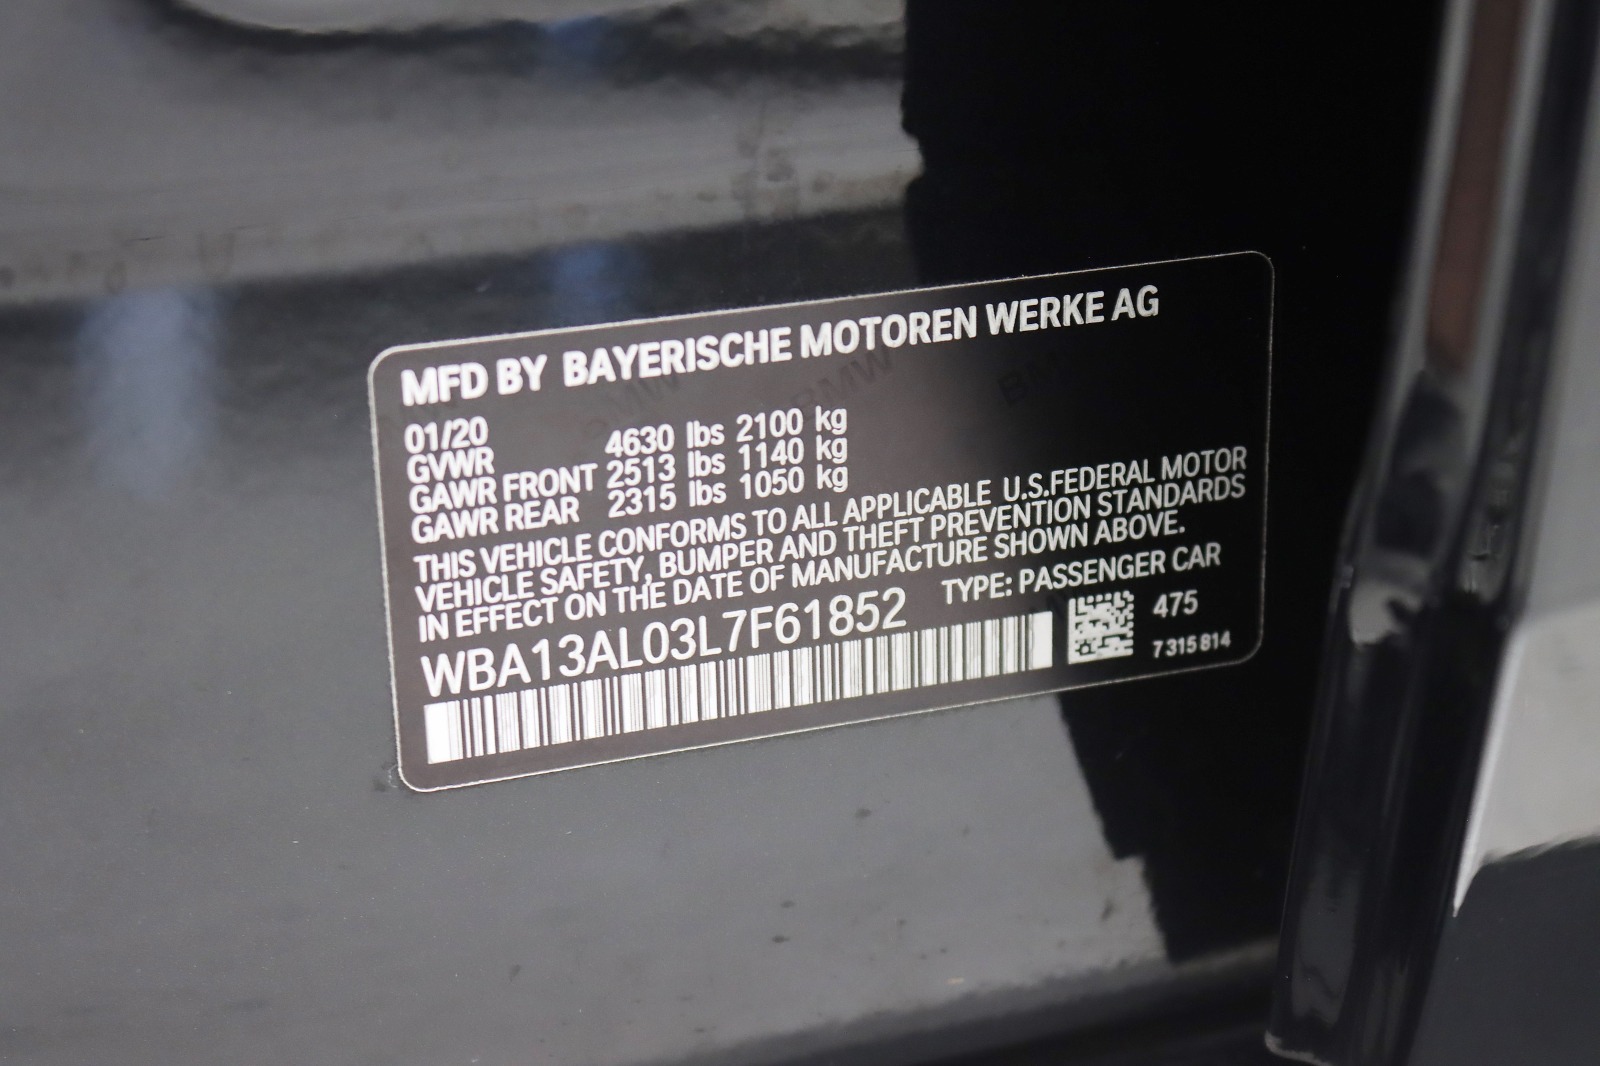 MFD BY BAYERISCHE MOTOREN WERKE AG
01/20
GVWR 4630 lbs 2100 kg
GAWR FRONT 2513 lbs 1140 kg
GAWR REAR 2315 lbs 1050 kg
THIS VEHICLE CONFORMS TO ALL APPLICABLE U.S.FEDERAL MOTOR
VEHICLE SAFETY, BUMPER AND THEFT PREVENTION STANDARDS
IN EFFECT ON THE DATE OF MANUFACTURE SHOWN ABOVE.
WBA13AL03L7F61852 TYPE: PASSENGER CAR
475
7 315 814